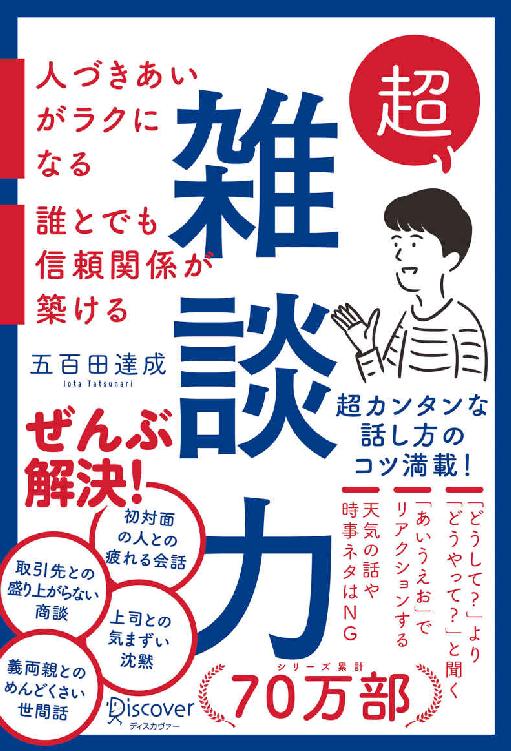 人づきあい
がラクに
なる
誰とでも
信頼関係が
築ける
超
雑談力
五百田達成
Iota Tatsunari
超カンタンな
話し方の
コツ満載!
「どうして?」より
「どうやって?」と聞く
「あいうえお」で
リアクションする
天気の話や
時事ネタはNG
ぜんぶ
解決!
初対面
の人との
疲れる会話
取引先との
盛り上がらない
商談
上司との
気まずい
沈黙
義両親との
めんどくさい
世間話
シリーズ累計
70万部
Discover
ディスカヴァー